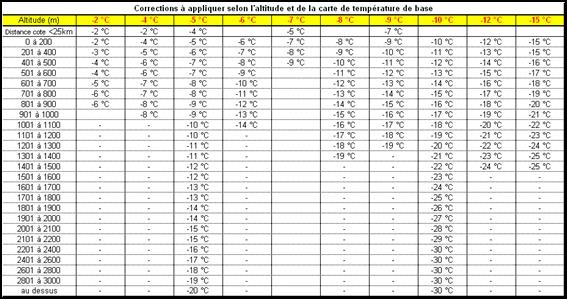 Corrections à appliquer selon l'altitude et de la carte de température de base
Altitude (m) -2 °C -4 °C -5 °C -6 °C -7 °C -8 °C -9 °C -10 °C -12 °C -15 °C
Distance cote <25km -2 °C -2 °C -4 °C -5 °C -7 °C
0 à 200 -2 °C -4 °C -5 °C -6 °C -7 °C -8 °C -9 °C -10 °C -12 °C -15 °C
201 à 400 -3 °C -5 °C -6 °C -7 °C -8 °C -9 °C -10 °C -11 °C -13 °C -15 °C
401 à 500 -4 °C -6 °C -7 °C -8 °C -9 °C -10 °C -11 °C -12 °C -14 °C -16 °C
501 à 600 -4 °C -6 °C -7 °C -9 °C -11 °C -12 °C -13 °C -15 °C -17 °C
601 à 700 -5 °C -7 °C -8 °C -10 °C -12 °C -13 °C -14 °C -16 °C -18 °C
701 à 800 -6 °C -7 °C -8 °C -11 °C -13 °C -14 °C -15 °C -17 °C -19 °C
801 à 900 -6 °C -8 °C -9 °C -12 °C -14 °C -15 °C -16 °C -18 °C -20 °C
901 à 1000 -8 °C -9 °C -13 °C -15 °C -16 °C -17 °C -19 °C -21 °C
1001 à 1100 - - -10 °C -14 °C - -16 °C -17 °C -18 °C -20 °C -22 °C
1101 à 1200 - - -10 °C - - -17 °C -18 °C -19 °C -21 °C -23 °C
1201 à 1300 - - -11 °C - - -18 °C -19 °C -20 °C -22 °C -24 °C
1301 à 1400 - - -11 °C - - -19 °C - -21 °C -23 °C -25 °C
1401 à 1500 - - -12 °C - - - - -22 °C -24 °C -25 °C
1501 à 1600 - - -12 °C - - - - -23 °C - -
1601 à 1700 - - -13 °C - - - - -24 °C - -
1701 à 1800 - - -13 °C - - - - -25 °C - -
1801 à 1900 - - -14 °C - - - - -26 °C - -
1901 à 2000 - - -14 °C - - - - -27 °C - -
2001 à 2100 - - -15 °C - - - - -28 °C - -
2101 à 2200 - - -15 °C - - - - -29 °C - -
2201 à 2400 - - -16 °C - - - - -30 °C - -
2401 à 2600 - - -17 °C - - - - -30 °C - -
2601 à 2800 - - -18 °C - - - - -30 °C - -
2801 à 3000 - - -19 °C - - - - -30 °C - -
au dessus - - -20 °C - - - - -30 °C - -